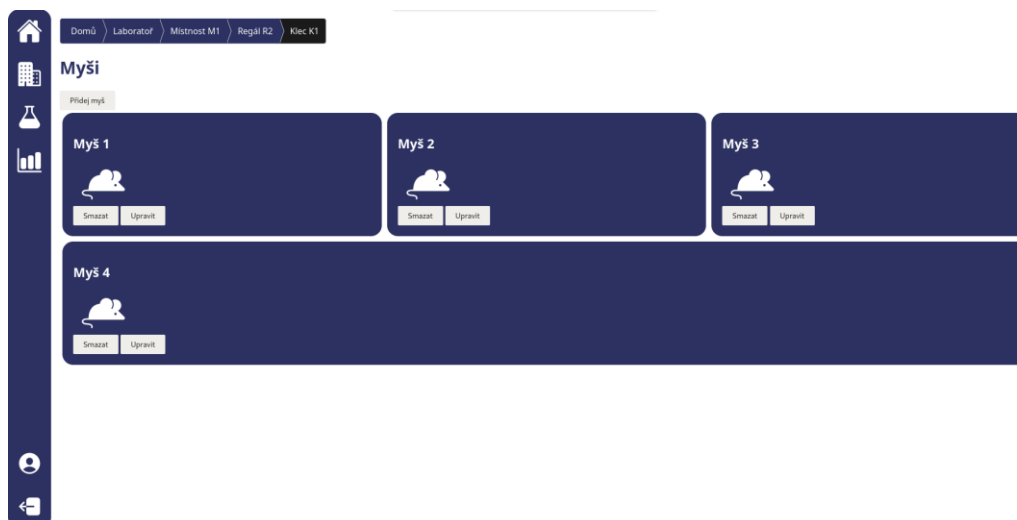 Domů Laboratoř Místnost M1 Regál R2 Klec K1
Myši
Přidej myš
Myš 1 Myš 2 Myš 3
Smazat Upravit Smazat Upravit Smazat Upravit
Myš 4
Smazat Upravit